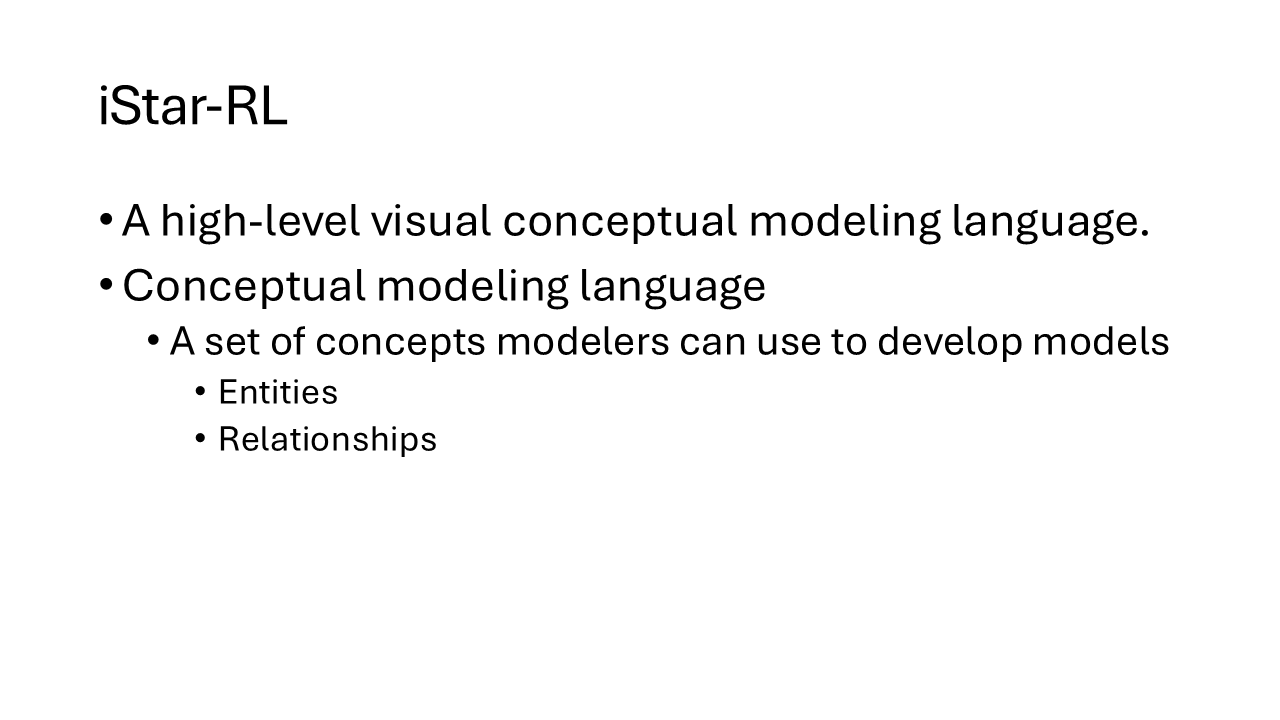 iStar-RL
• A high-level visual conceptual modeling language.
• Conceptual modeling language
• A set of concepts modelers can use to develop models
• Entities
• Relationships